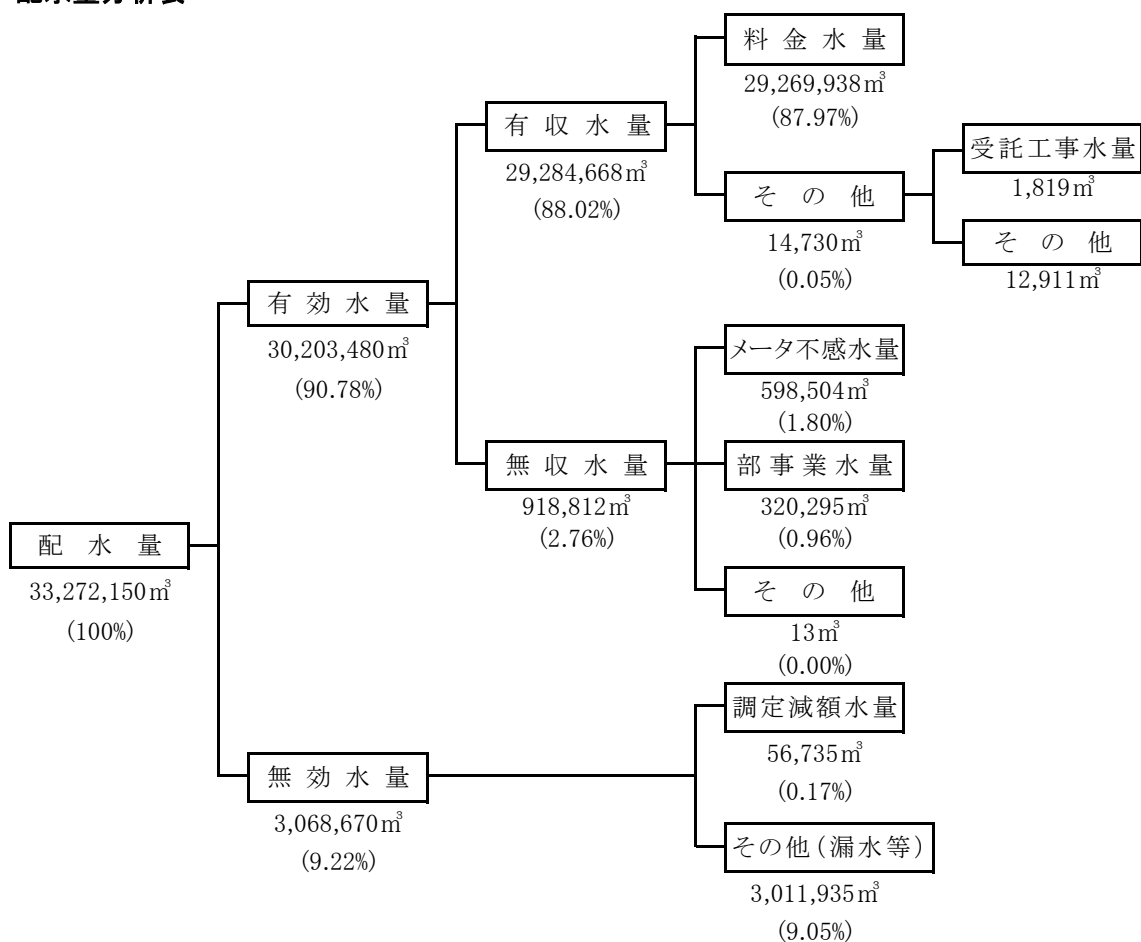 料金水量
29,269,938㎥
(87.97%)
有収水量
29,284,668㎥
(88.02%)
受託工事水量
1,819㎥
その他
14,730㎥
(0.05%)
その他
12,911㎥
有効水量
30,203,480㎥
(90.78%)
メータ不感水量
598,504㎥
(1.80%)
無収水量
918,812㎥
(2.76%)
部事業水量
320,295㎥
(0.96%)
配水量
33,272,150㎥
(100%)
その他
13㎥
(0.00%)
調定減額水量
56,735㎥
(0.17%)
無効水量
3,068,670㎥
(9.22%)
その他(漏水等)
3,011,935㎥
(9.05%)